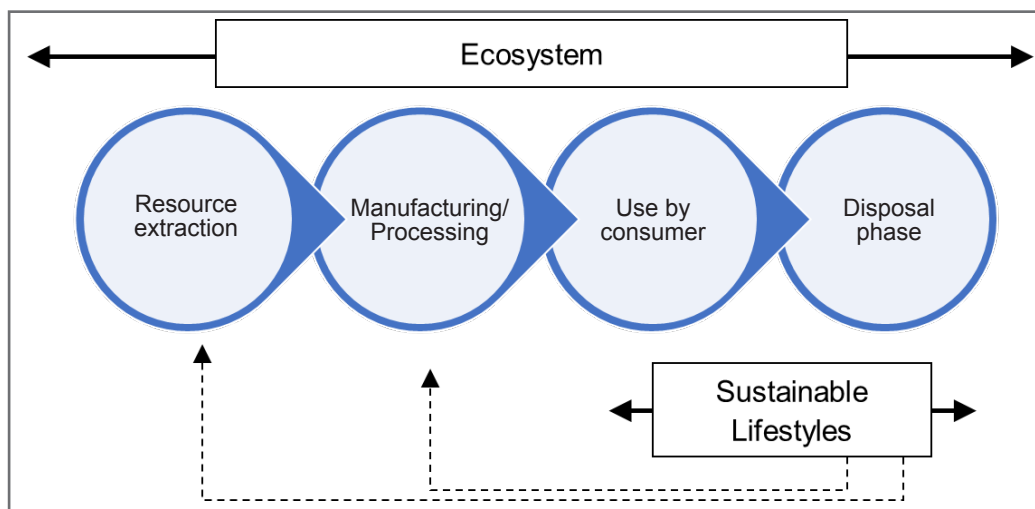 Ecosystem
Resource
extraction
Manufacturing/
Processing
Use by
consumer
Disposal
phase
Sustainable
Lifestyles